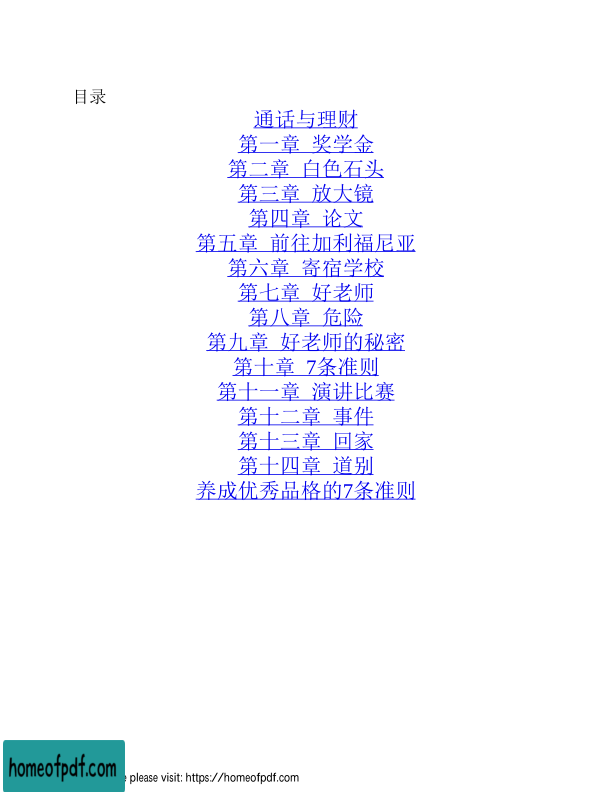 目录
通话与理财
第一章 奖学金
第二章 白色石头
第三章 放大镜
第四章 论文
第五章 前往加利福尼亚
第六章 寄宿学校
第七章 好老师
第八章 危险
第九章 好老师的秘密
第十章 7条准则
第十一章 演讲比赛
第十二章 事件
第十三章 回家
第十四章 道别
养成优秀品格的7条准则
homeofpdf.com
e please visit: https://homeofpdf.com